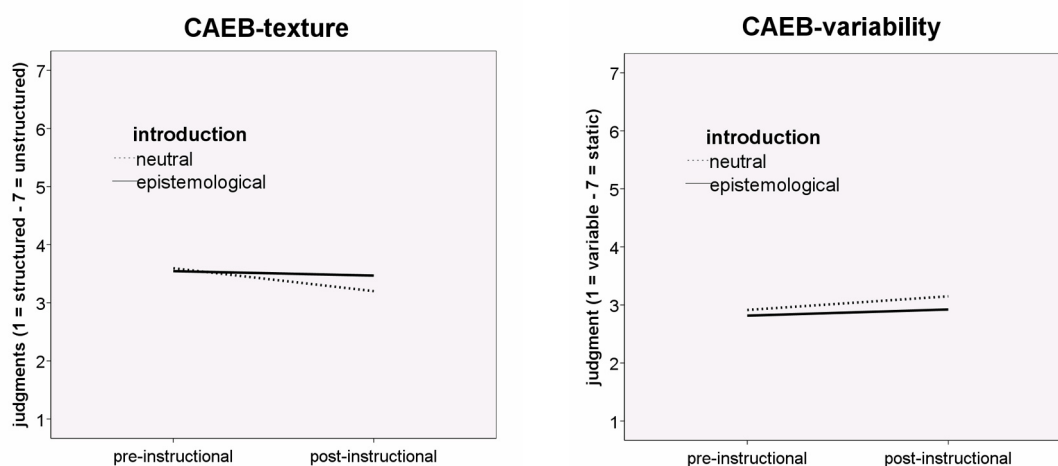 CAEB-texture
judgments (1 = structured - 7 = unstructured)
7
6
5
4
3
2
1
introduction
neutral
epistemological
pre-instructional
post-instructional
CAEB-variability
judgment (1 = variable - 7 = static)
7
6
5
4
3
2
1
introduction
neutral
epistemological
pre-instructional
post-instructional